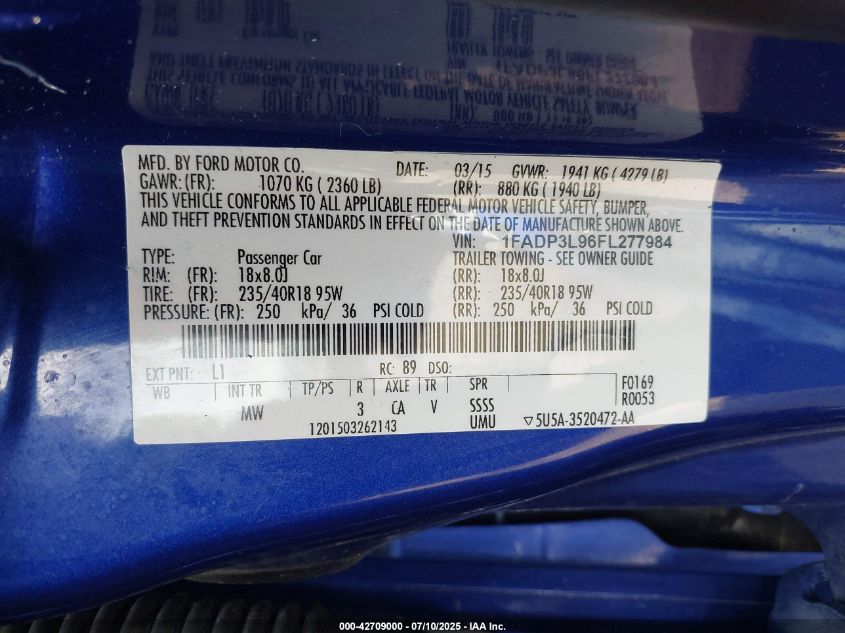 MFD. BY FORD MOTOR CO. DATE: 03/15 GVWR: 1941 KG ( 4279 LB)
GAWR: (FR): 1070 KG ( 2360 LB) (RR): 880 KG ( 1940 LB)
THIS VEHICLE CONFORMS TO ALL APPLICABLE FEDERAL MOTOR VEHICLE SAFETY, BUMPER,
AND THEFT PREVENTION STANDARDS IN EFFECT ON THE DATE OF MANUFACTURE SHOWN ABOVE.
VIN: 1FADP3L96FL277984
TYPE: Passenger Car TRAILER TOWING - SEE OWNER GUIDE
RIM: (FR): 18x8.0J (RR): 18x8.0J
TIRE: (FR): 235/40R18 95W (RR): 235/40R18 95W
PRESSURE: (FR): 250 kPa/ 36 PSI COLD (RR): 250 kPa/ 36 PSI COLD
EXT PNT: L1 RC: 89 DSO:
WB INT TR TP/PS R AXLE TR SPR F0169
MW 3 CA V SSSS R0053
1201503262143 UMU ▽5U5A-3520472-AA
000-42709000 - 07/10/2025 - IAA Inc.